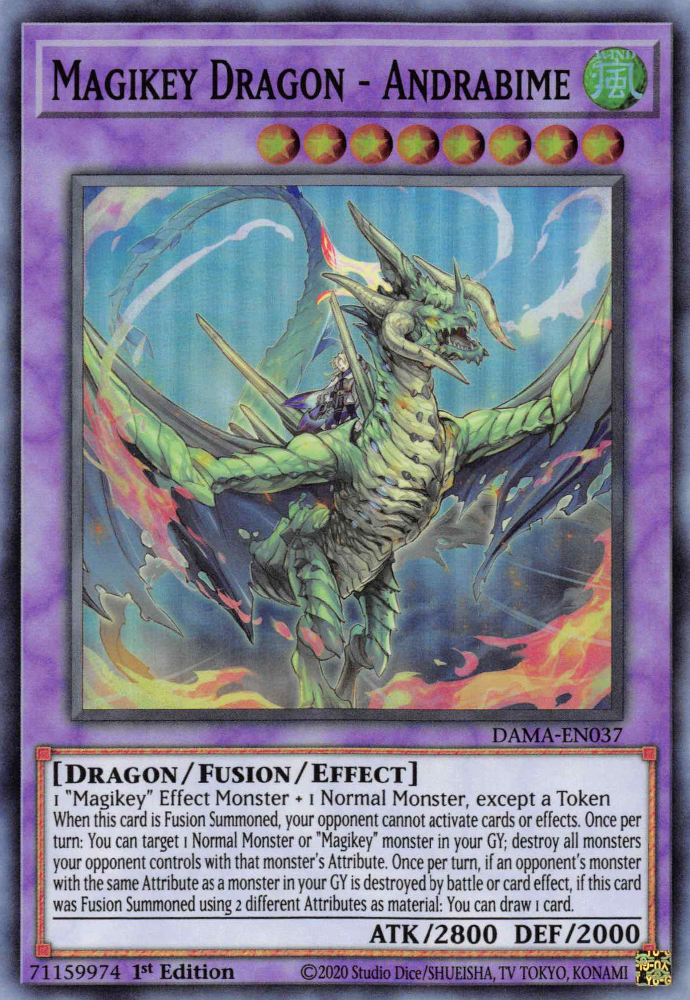 MAGIKEY DRAGON - ANDRABIME
WIND
風
DAMA-EN037
[DRAGON/FUSION/EFFECT]
1 "Magikey" Effect Monster + 1 Normal Monster, except a Token
When this card is Fusion Summoned, your opponent cannot activate cards or effects. Once per
turn: You can target 1 Normal Monster or "Magikey" monster in your GY; destroy all monsters
your opponent controls with that monster's Attribute. Once per turn, if an opponent's monster
with the same Attribute as a monster in your GY is destroyed by battle or card effect, if this card
was Fusion Summoned using 2 different Attributes as material: You can draw 1 card.
ATK/2800 DEF/2000
71159974 1st Edition ©2020 Studio Dice/SHUEISHA, TV TOKYO, KONAMI